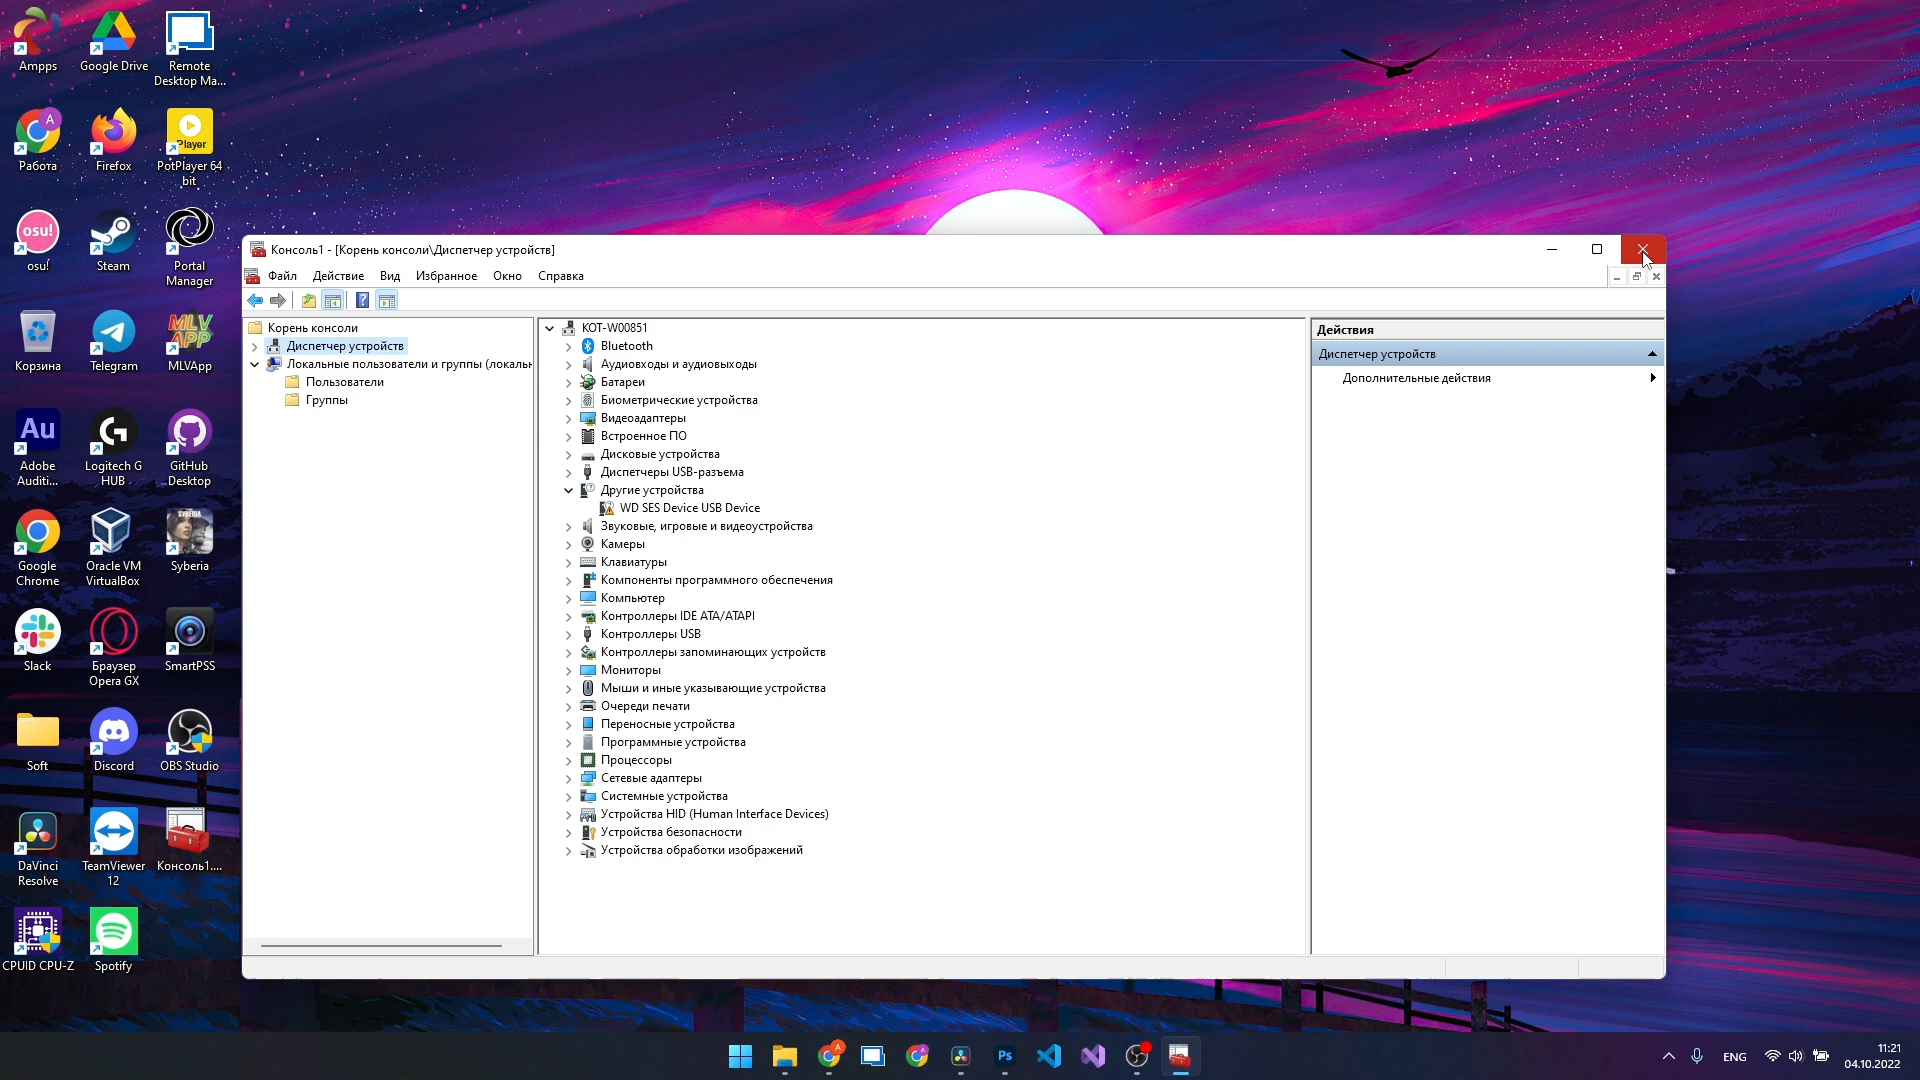 Ampps
Google Drive
Remote
Desktop Ma...
A
Работа
Firefox
Player
PotPlayer 64
bit
osu!
osu!
Steam
Portal
Manager
Корзина
Telegram
MLV
APP
MLVApp
Au
Adobe
Auditi...
Logitech G
HUB
GitHub
Desktop
Google
Chrome
Oracle VM
VirtualBox
SYBERIA
Syberia
Slack
Браузер
Opera GX
SmartPSS
Soft
Discord
OBS Studio
DaVinci
Resolve
TeamViewer
12
Консоль1....
CPUID CPU-Z
Spotify
Консоль1 - [Корень консоли\Диспетчер устройств]
Файл Действие Вид Избранное Окно Справка
Корень консоли
Диспетчер устройств
Локальные пользователи и группы (локальн
Пользователи
Группы
KOT-W00851
Bluetooth
Аудиовходы и аудиовыходы
Батареи
Биометрические устройства
Видеоадаптеры
Встроенное ПО
Дисковые устройства
Диспетчеры USB-разъема
Другие устройства
WD SES Device USB Device
Звуковые, игровые и видеоустройства
Камеры
Клавиатуры
Компоненты программного обеспечения
Компьютер
Контроллеры IDE ATA/ATAPI
Контроллеры USB
Контроллеры запоминающих устройств
Мониторы
Мыши и иные указывающие устройства
Очереди печати
Переносные устройства
Программные устройства
Процессоры
Сетевые адаптеры
Системные устройства
Устройства HID (Human Interface Devices)
Устройства безопасности
Устройства обработки изображений
Действия
Диспетчер устройств
Дополнительные действия
A
Ps
ENG
11:21
04.10.2022